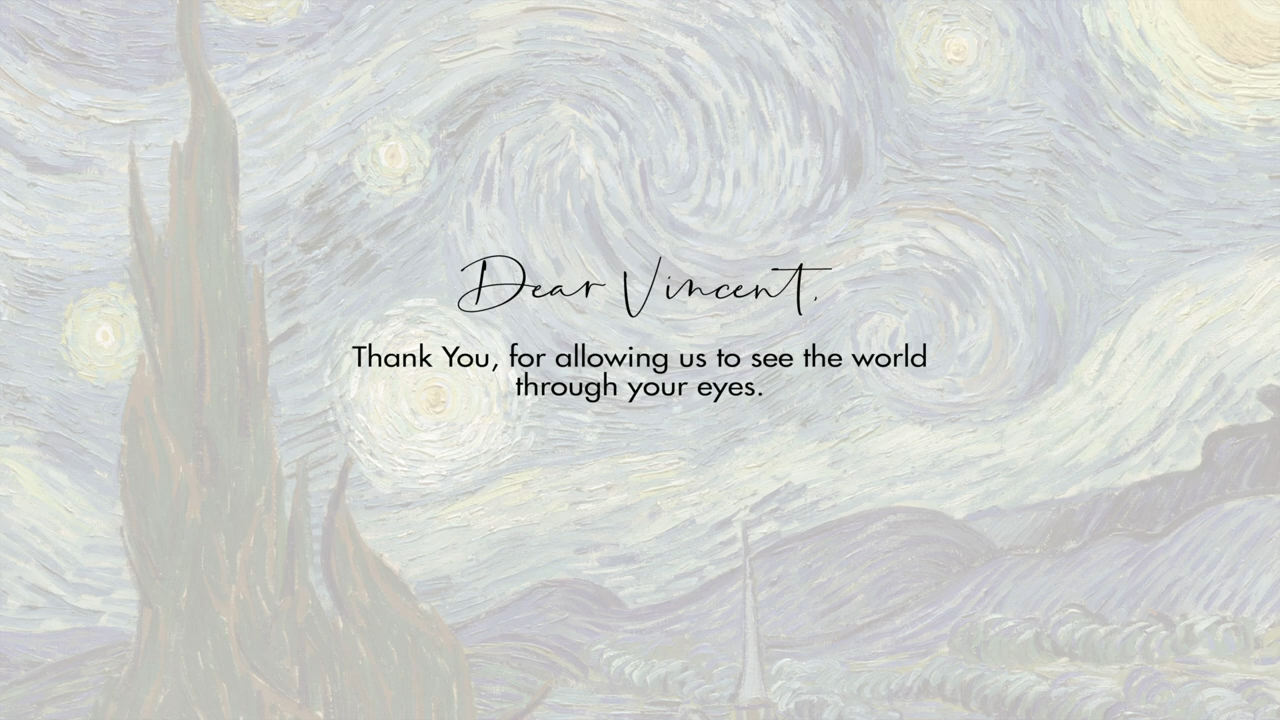 Dear Vincent,
Thank You, for allowing us to see the world
through your eyes.